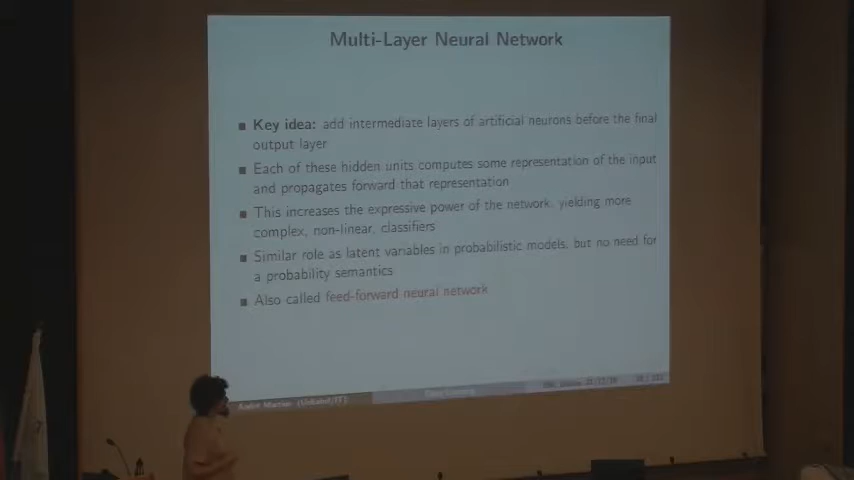 Multi-Layer Neural Network
Key idea: add intermediate layers of artificial neurons before the final
output layer
Each of these hidden units computes some representation of the input
and propagates forward that representation
This increases the expressive power of the network, yielding more
complex, non-linear, classifiers
Similar role as latent variables in probabilistic models, but no need for
a probability semantics
Also called feed-forward neural network